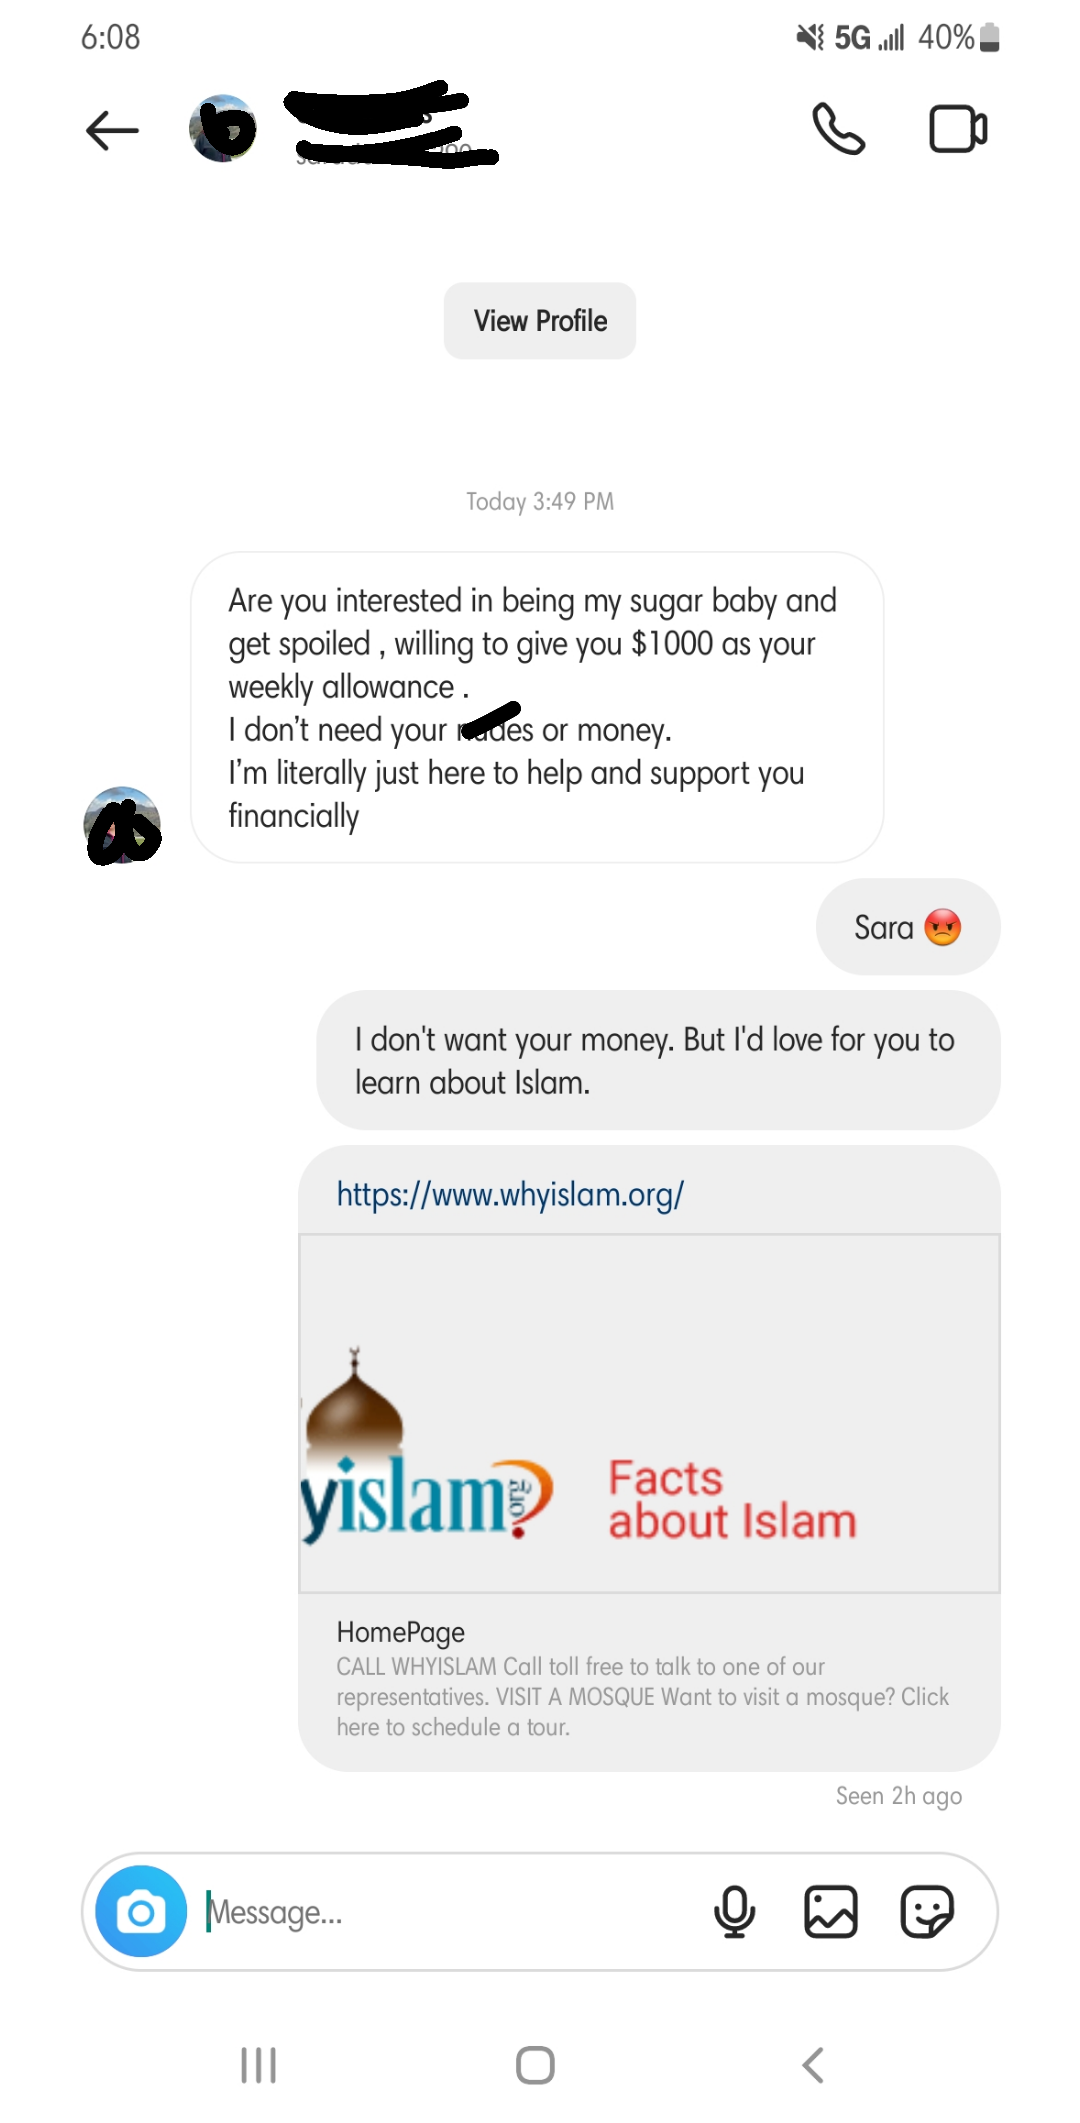 6:08 5G 40%
View Profile
Today 3:49 PM
Are you interested in being my sugar baby and
get spoiled , willing to give you $1000 as your
weekly allowance .
I don't need your or money.
I'm literally just here to help and support you
financially
Sara 😡
I don't want your money. But I'd love for you to
learn about Islam.
https://www.whyislam.org/
yislam?
org
Facts
about Islam
HomePage
CALL WHYISLAM Call toll free to talk to one of our
representatives. VISIT A MOSQUE Want to visit a mosque? Click
here to schedule a tour.
Seen 2h ago
Message...